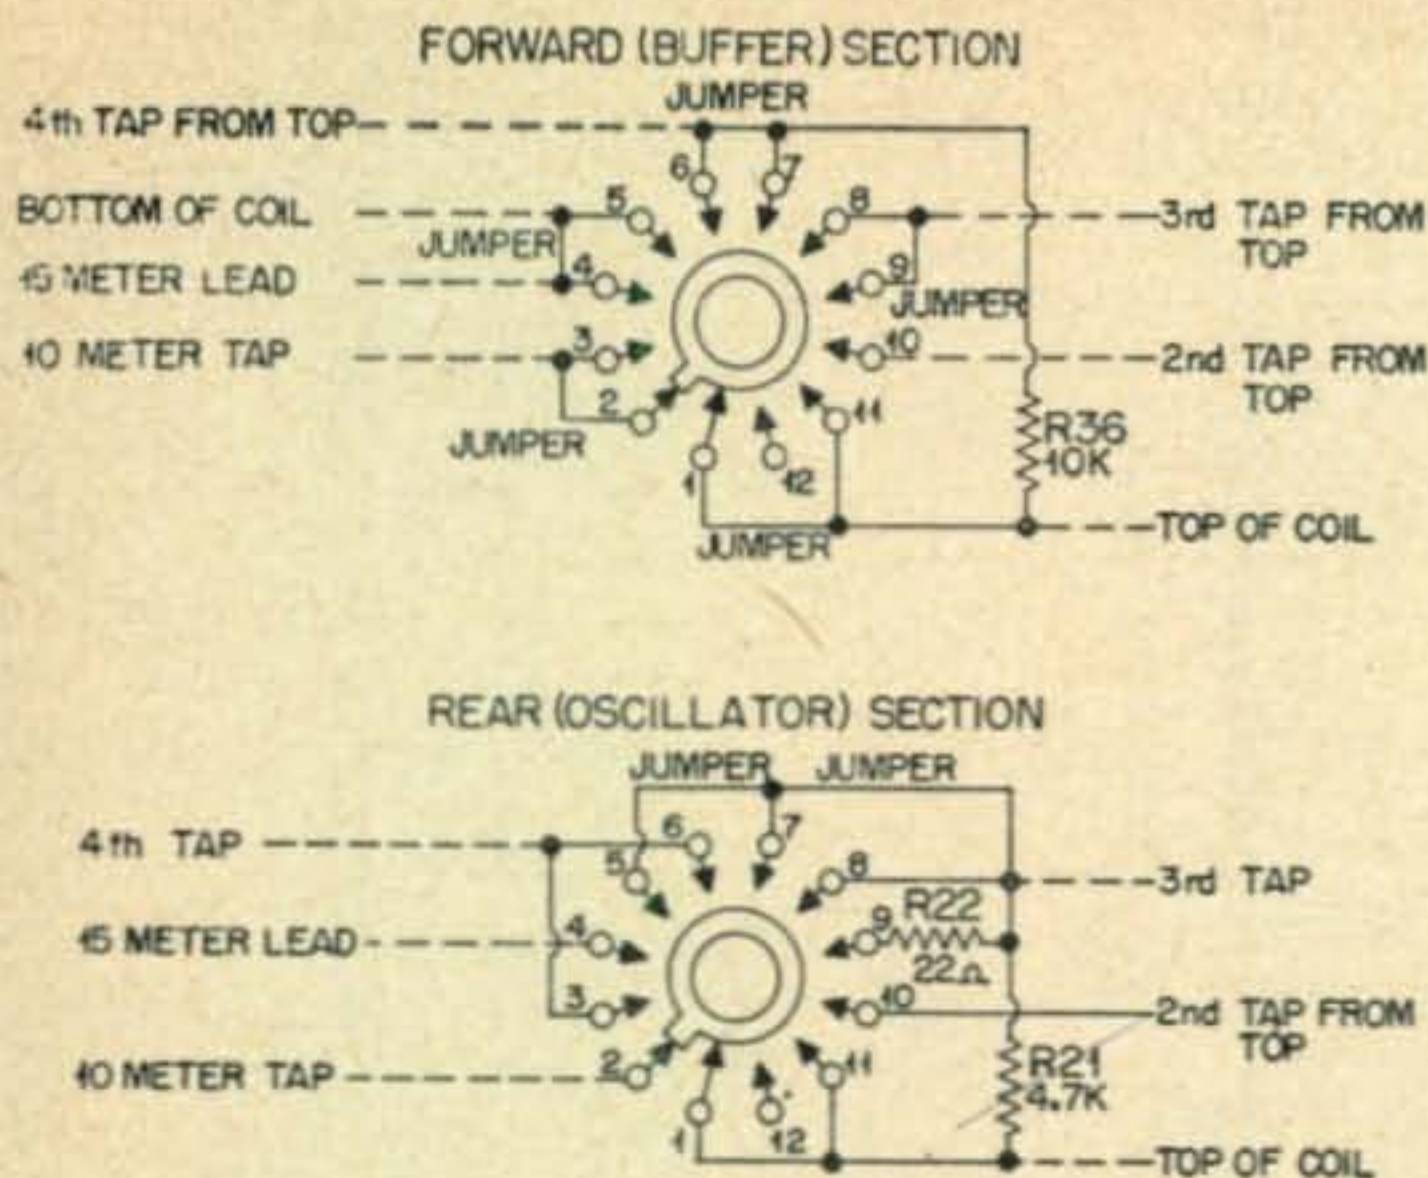 FORWARD (BUFFER) SECTION
JUMPER
4th TAP FROM TOP
6
7
BOTTOM OF COIL
5
8
3rd TAP FROM
TOP
JUMPER
15 METER LEAD
4
9
JUMPER
10 METER TAP
3
10
2nd TAP FROM
TOP
2
11
JUMPER
R36
10K
1
12
JUMPER
TOP OF COIL
REAR (OSCILLATOR) SECTION
JUMPER
JUMPER
4th TAP
6
7
5
8
3rd TAP
R22
15 METER LEAD
4
9
22Ω
3
10
2nd TAP FROM
TOP
10 METER TAP
2
11
R21
4.7K
1
12
TOP OF COIL